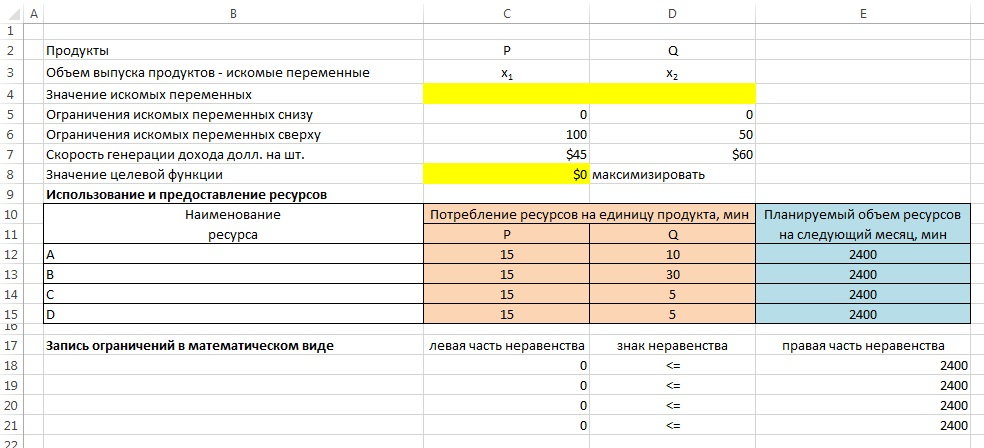 A B C D E
1
2 Продукты P Q
3 Объем выпуска продуктов - искомые переменные x₁ x₂
4 Значение искомых переменных
5 Ограничения искомых переменных снизу 0 0
6 Ограничения искомых переменных сверху 100 50
7 Скорость генерации дохода долл. на шт. $45 $60
8 Значение целевой функции $0 максимизировать
9 Использование и предоставление ресурсов
10 Наименование Потребление ресурсов на единицу продукта, мин Планируемый объем ресурсов
11 ресурса P Q на следующий месяц, мин
12 A 15 10 2400
13 B 15 30 2400
14 C 15 5 2400
15 D 15 5 2400
16
17 Запись ограничений в математическом виде левая часть неравенства знак неравенства правая часть неравенства
18 0 <= 2400
19 0 <= 2400
20 0 <= 2400
21 0 <= 2400
22